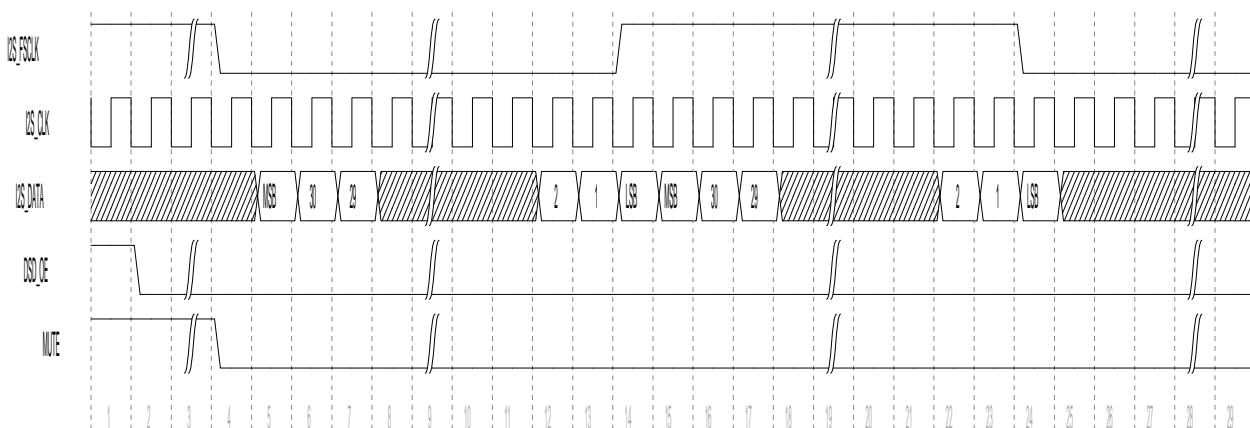 I2S_FSCLK
I2S_CLK
I2S_DATA MSB 30 29 2 1 LSB MSB 30 29 2 1 LSB
DSD_OE
MUTE
1 2 3 4 5 6 7 8 9 10 11 12 13 14 15 16 17 18 19 20 21 22 23 24 25 26 27 28 29